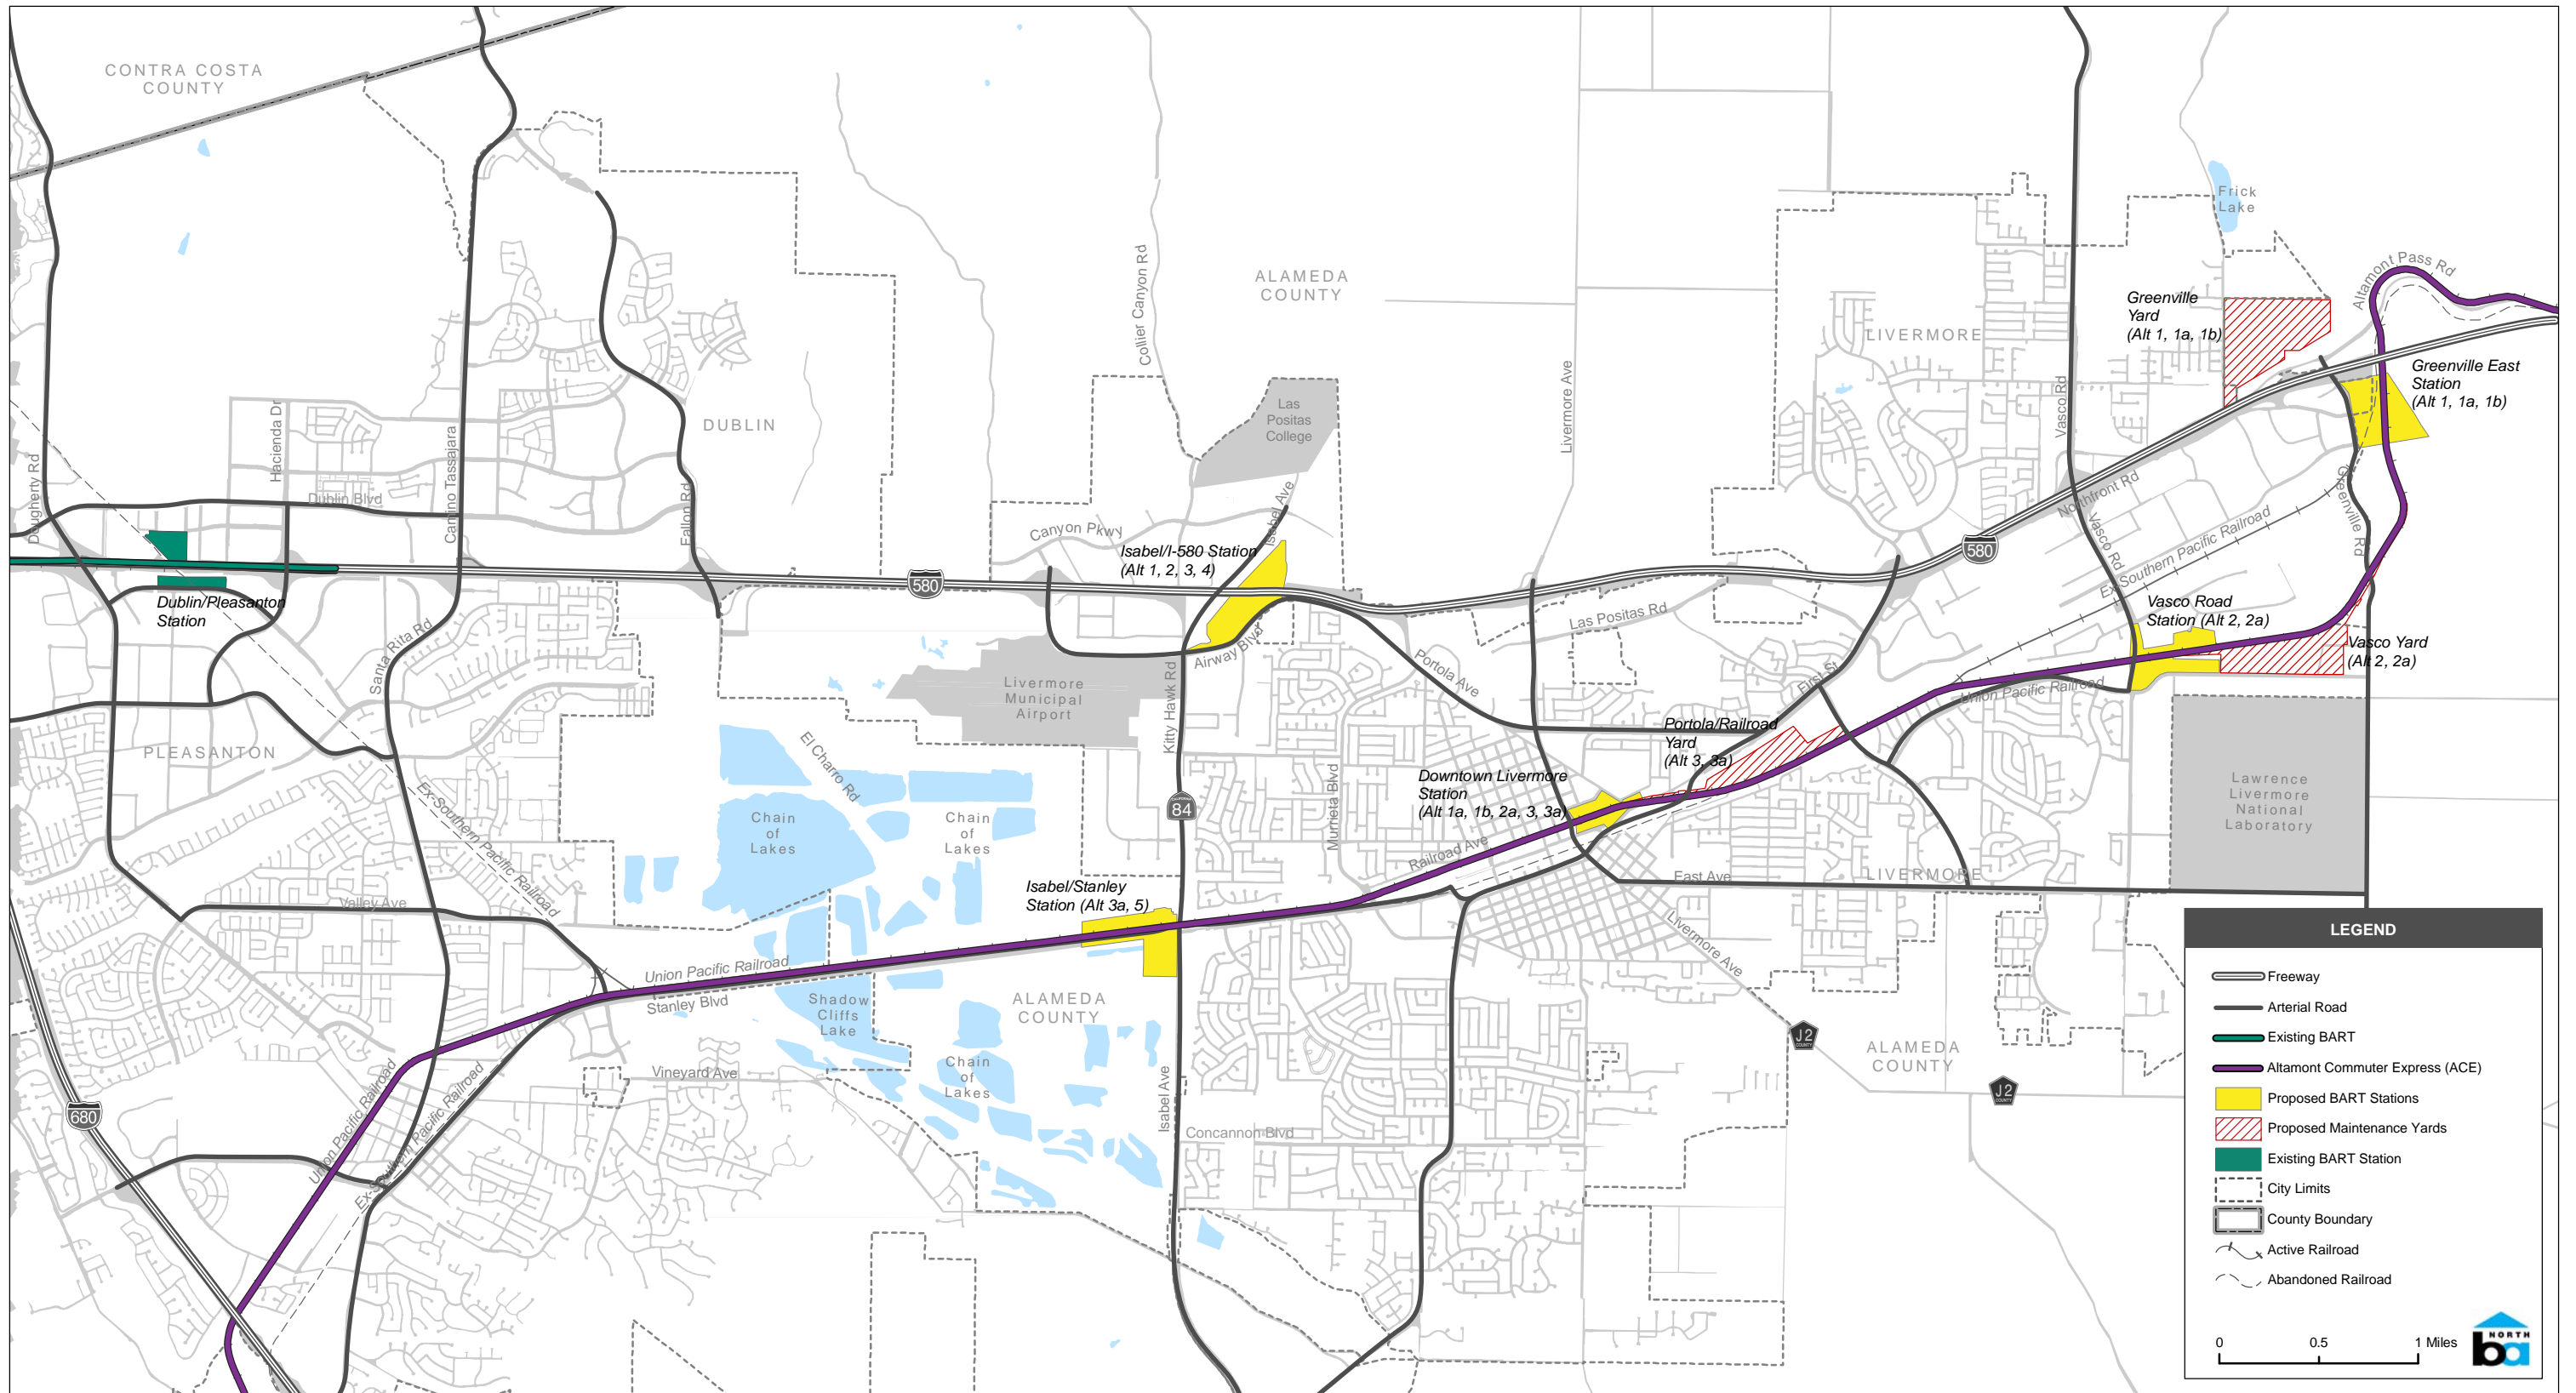 CONTRA COSTA
COUNTY
Frick
Lake
Altamont Pass Rd
ALAMEDA
COUNTY
Collier Canyon Rd
Greenville
Yard
(Alt 1, 1a, 1b)
LIVERMORE
Greenville East
Station
(Alt 1, 1a, 1b)
Las
Positas
College
Livermore Ave
Vasco Rd
DUBLIN
Hacienda Dr
Camino Tassajara
Dougherty Rd
Dublin Blvd
Fallon Rd
Canyon Pkwy
Isabel Ave
Northfront Rd
Vasco Rd
Greenville Rd
Ex-Southern Pacific Railroad
Isabel/I-580 Station
(Alt 1, 2, 3, 4)
580
580
Dublin/Pleasanton
Station
Las Positas Rd
Vasco Road
Station (Alt 2, 2a)
Santa Rita Rd
Airway Blvd
Portola Ave
First St
Vasco Yard
(Alt 2, 2a)
Livermore
Municipal
Airport
Kitty Hawk Rd
Union Pacific Railroad
PLEASANTON
El Charro Rd
Portola/Railroad
Yard
(Alt 3, 3a)
Downtown Livermore
Station
(Alt 1a, 1b, 2a, 3, 3a)
Murrieta Blvd
84
Lawrence
Livermore
National
Laboratory
Ex-Southern Pacific Railroad
Chain
of
Lakes
Chain
of
Lakes
Railroad Ave
East Ave
LIVERMORE
Isabel/Stanley
Station (Alt 3a, 5)
Valley Ave
Livermore Ave
Union Pacific Railroad
Stanley Blvd
Shadow
Cliffs
Lake
ALAMEDA
COUNTY
J2
COUNTY
ALAMEDA
COUNTY
J2
COUNTY
Chain
of
Lakes
Vineyard Ave
Union Pacific Railroad
Ex-Southern Pacific Railroad
680
Isabel Ave
Concannon Blvd
LEGEND
Freeway
Arterial Road
Existing BART
Altamont Commuter Express (ACE)
Proposed BART Stations
Proposed Maintenance Yards
Existing BART Station
City Limits
County Boundary
Active Railroad
Abandoned Railroad
0 0.5 1 Miles
NORTH
ba